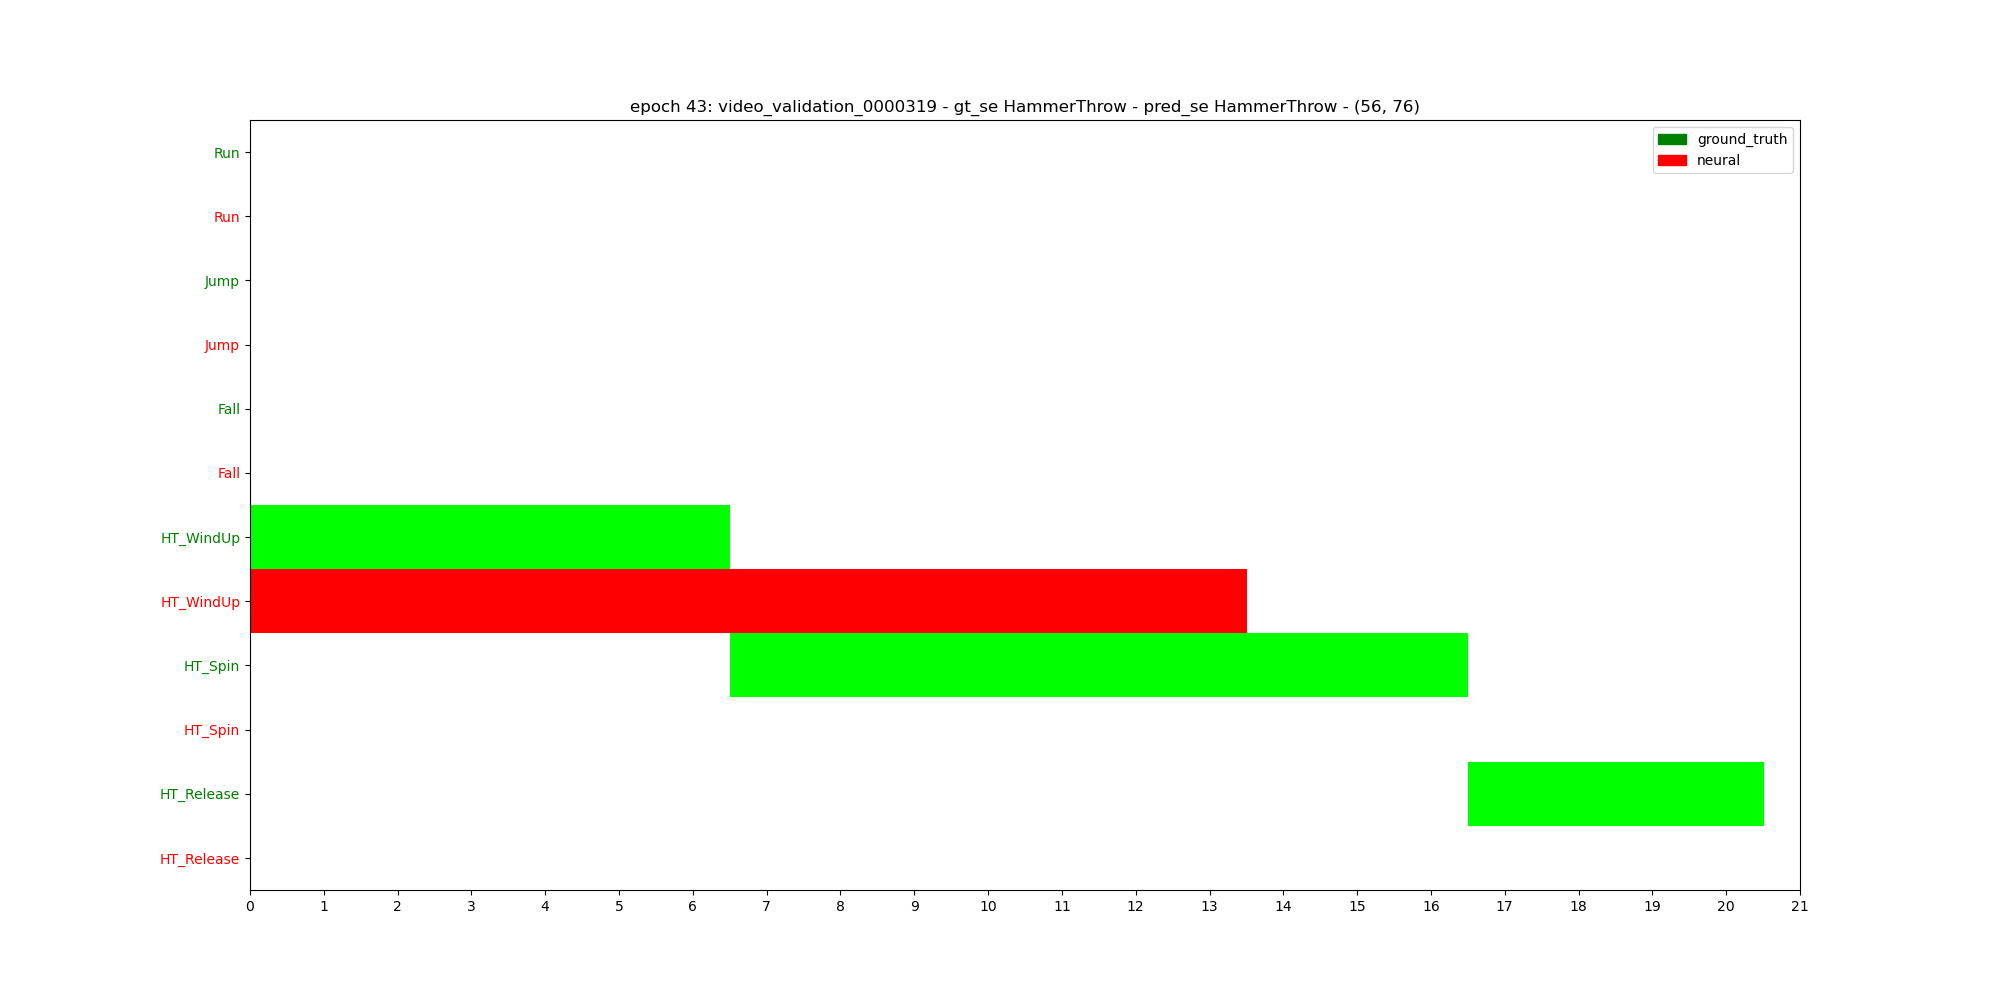 epoch 43: video_validation_0000319 - gt_se HammerThrow - pred_se HammerThrow - (56, 76)
ground_truth
neural
Run
Run
Jump
Jump
Fall
Fall
HT_WindUp
HT_WindUp
HT_Spin
HT_Spin
HT_Release
HT_Release
0 1 2 3 4 5 6 7 8 9 10 11 12 13 14 15 16 17 18 19 20 21